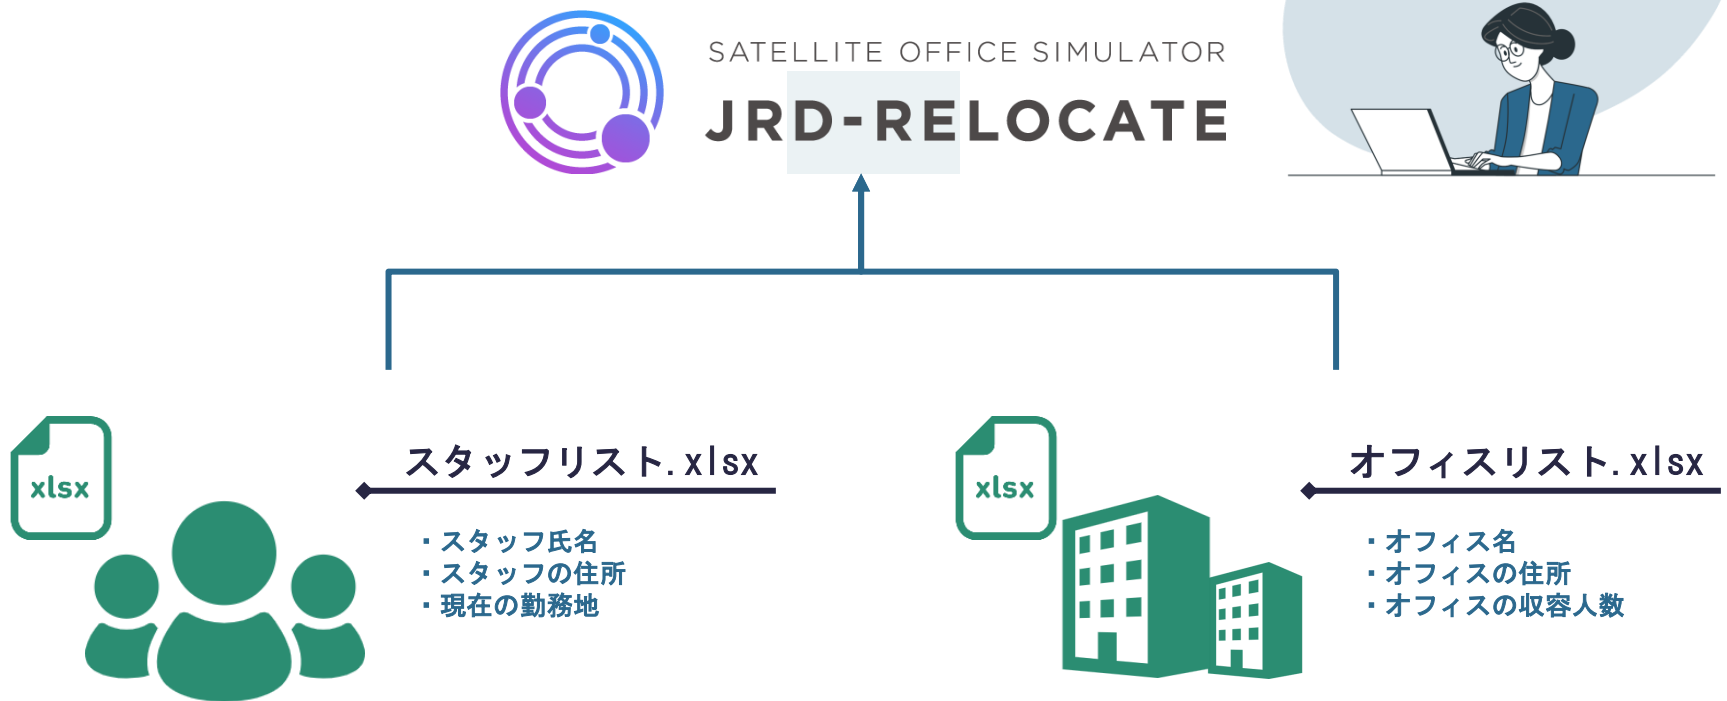 SATELLITE OFFICE SIMULATOR
JRD-RELOCATE
xlsx
スタッフリスト.xlsx
・スタッフ氏名
・スタッフの住所
・現在の勤務地
xlsx
オフィスリスト.xlsx
・オフィス名
・オフィスの住所
・オフィスの収容人数